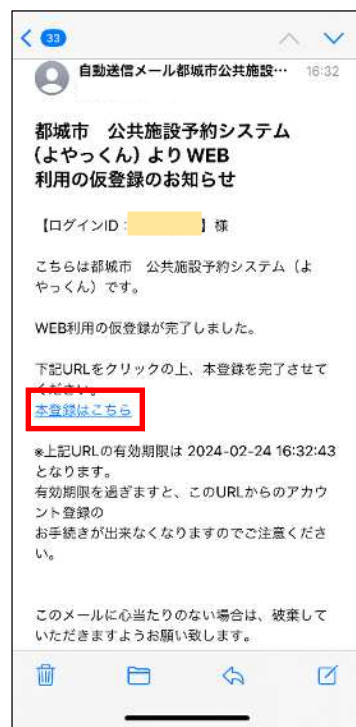 33
自動送信メール都城市公共施設… 16:32
都城市　公共施設予約システム
（よやっくん）よりWEB
利用の仮登録のお知らせ
【ログインID： 】様
こちらは都城市　公共施設予約システム（よ
やっくん）です。
WEB利用の仮登録が完了しました。
下記URLをクリックの上、本登録を完了させて
ください。
本登録はこちら
※上記URLの有効期限は 2024-02-24 16:32:43
となります。
有効期限を過ぎますと、このURLからのアカウ
ント登録の
お手続きが出来なくなりますのでご注意くださ
い。
このメールに心当たりのない場合は、破棄して
いただきますようお願い致します。